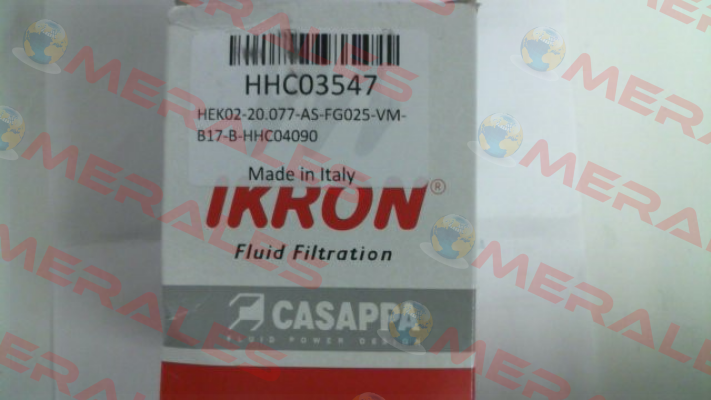 HHC03547
HEK02-20.077-AS-FG025-VM-
B17-B-HHC04090
Made in Italy
IKRON®
Fluid Filtration
CASAPPA
FLUID POWER DESIGN
MERALES
MERALES
MERALES
MERALES
MERALES